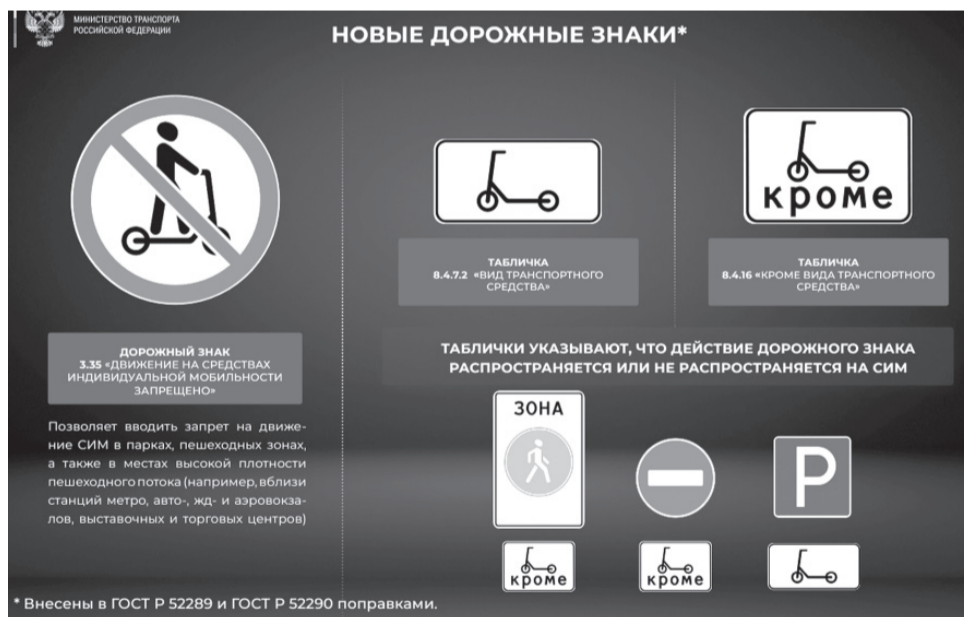 МИНИСТЕРСТВО ТРАНСПОРТА
РОССИЙСКОЙ ФЕДЕРАЦИИ
НОВЫЕ ДОРОЖНЫЕ ЗНАКИ*
ДОРОЖНЫЙ ЗНАК
3.35 «ДВИЖЕНИЕ НА СРЕДСТВАХ
ИНДИВИДУАЛЬНОЙ МОБИЛЬНОСТИ
ЗАПРЕЩЕНО»
Позволяет вводить запрет на движе-
ние СИМ в парках, пешеходных зонах,
а также в местах высокой плотности
пешеходного потока (например, вблизи
станций метро, авто-, жд- и аэровокза-
лов, выставочных и торговых центров)
ТАБЛИЧКА
8.4.7.2 «ВИД ТРАНСПОРТНОГО
СРЕДСТВА»
кроме
ТАБЛИЧКА
8.4.16 «КРОМЕ ВИДА ТРАНСПОРТНОГО
СРЕДСТВА»
ТАБЛИЧКИ УКАЗЫВАЮТ, ЧТО ДЕЙСТВИЕ ДОРОЖНОГО ЗНАКА
РАСПРОСТРАНЯЕТСЯ ИЛИ НЕ РАСПРОСТРАНЯЕТСЯ НА СИМ
ЗОНА
P
кроме
кроме
* Внесены в ГОСТ Р 52289 и ГОСТ Р 52290 поправками.